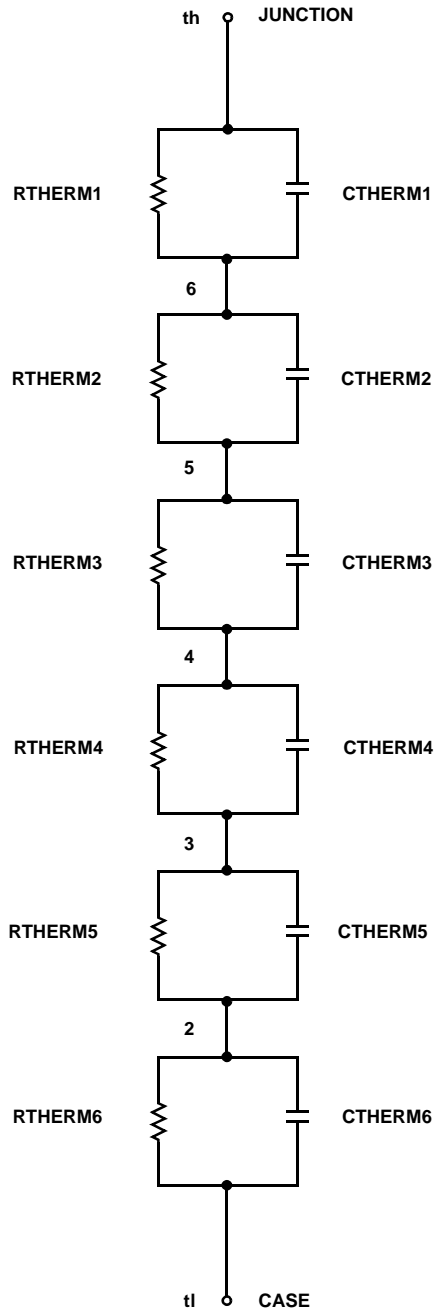 th JUNCTION
RTHERM1 CTHERM1
6
RTHERM2 CTHERM2
5
RTHERM3 CTHERM3
4
RTHERM4 CTHERM4
3
RTHERM5 CTHERM5
2
RTHERM6 CTHERM6
tl CASE